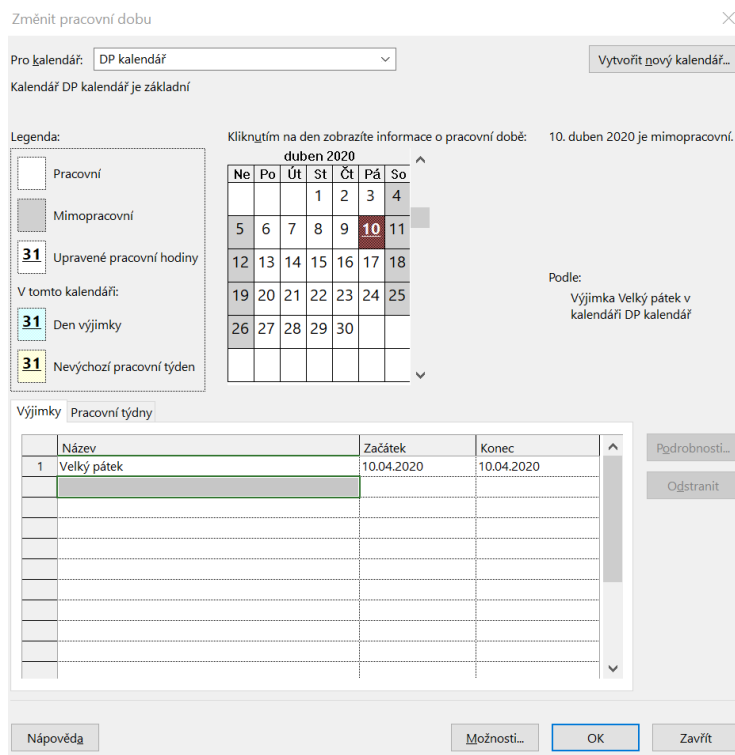 Změnit pracovní dobu
Pro kalendář: DP kalendář Vytvořit nový kalendář...
Kalendář DP kalendář je základní
Legenda: Kliknutím na den zobrazíte informace o pracovní době: 10. duben 2020 je mimopracovní.
duben 2020
Ne Po Út St Čt Pá So
1 2 3 4
5 6 7 8 9 10 11
12 13 14 15 16 17 18
19 20 21 22 23 24 25
26 27 28 29 30
Pracovní
Mimopracovní
31 Upravené pracovní hodiny
V tomto kalendáři:
31 Den výjimky
31 Nevýchozí pracovní týden
Podle:
Výjimka Velký pátek v
kalendáři DP kalendář
Výjimky Pracovní týdny
Název Začátek Konec
1 Velký pátek 10.04.2020 10.04.2020
Podrobnosti...
Odstranit
Nápověda Možnosti... OK Zavřít